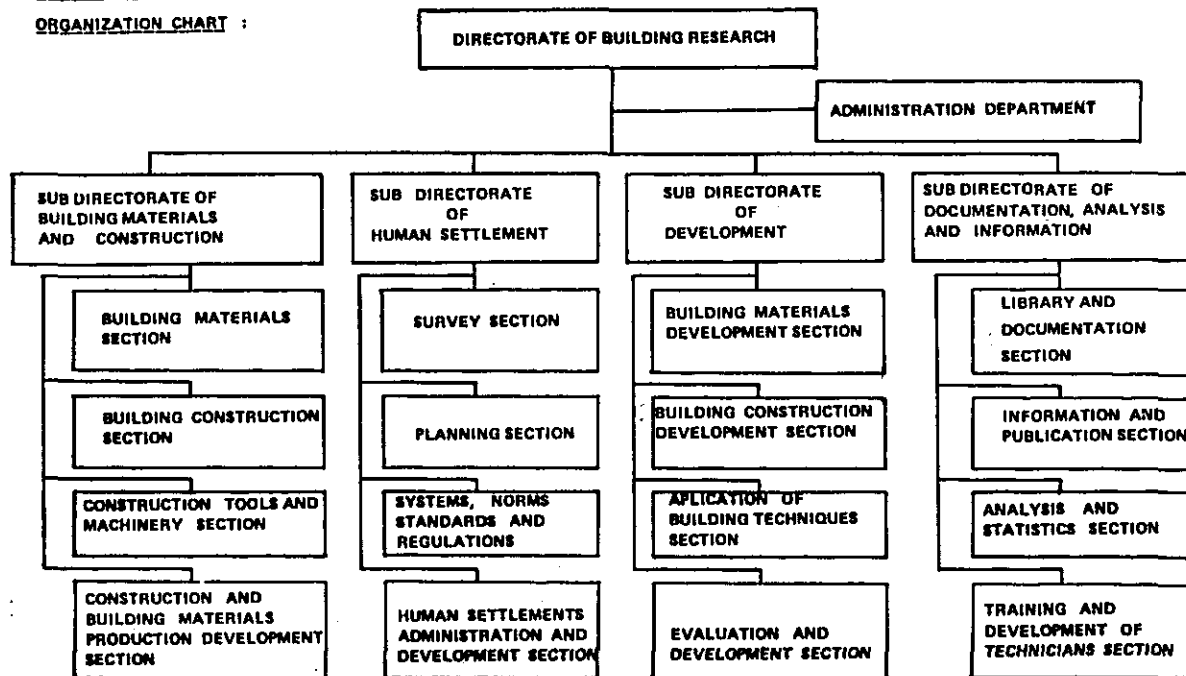 ORGANIZATION CHART :
DIRECTORATE OF BUILDING RESEARCH
ADMINISTRATION DEPARTMENT
SUB DIRECTORATE OF
BUILDING MATERIALS
AND CONSTRUCTION
SUB DIRECTORATE
OF
HUMAN SETTLEMENT
SUB DIRECTORATE
OF
DEVELOPMENT
SUB DIRECTORATE OF
DOCUMENTATION, ANALYSIS
AND INFORMATION
BUILDING MATERIALS
SECTION
SURVEY SECTION
BUILDING MATERIALS
DEVELOPMENT SECTION
LIBRARY AND
DOCUMENTATION
SECTION
BUILDING CONSTRUCTION
SECTION
PLANNING SECTION
BUILDING CONSTRUCTION
DEVELOPMENT SECTION
INFORMATION AND
PUBLICATION SECTION
CONSTRUCTION TOOLS AND
MACHINERY SECTION
SYSTEMS, NORMS
STANDARDS AND
REGULATIONS
APLICATION OF
BUILDING TECHNIQUES
SECTION
ANALYSIS AND
STATISTICS SECTION
CONSTRUCTION AND
BUILDING MATERIALS
PRODUCTION DEVELOPMENT
SECTION
HUMAN SETTLEMENTS
ADMINISTRATION AND
DEVELOPMENT SECTION
EVALUATION AND
DEVELOPMENT SECTION
TRAINING AND
DEVELOPMENT OF
TECHNICIANS SECTION